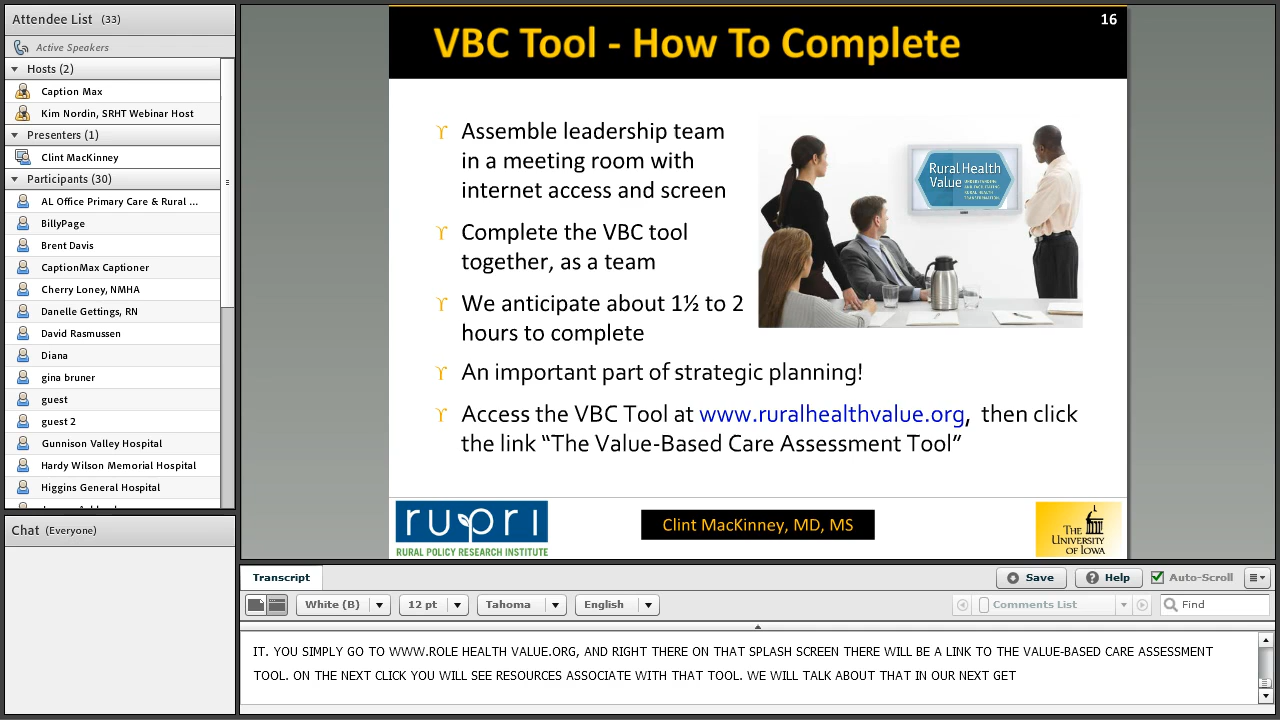 Attendee List (33)
Active Speakers
Hosts (2)
Caption Max
Kim Nordin, SRHT Webinar Host
Presenters (1)
Clint MacKinney
Participants (30)
AL Office Primary Care & Rural ...
BillyPage
Brent Davis
CaptionMax Captioner
Cherry Loney, NMHA
Danelle Gettings, RN
David Rasmussen
Diana
gina bruner
guest
guest 2
Gunnison Valley Hospital
Hardy Wilson Memorial Hospital
Higgins General Hospital
Chat (Everyone)
16
VBC Tool - How To Complete
Assemble leadership team
in a meeting room with
internet access and screen
Complete the VBC tool
together, as a team
We anticipate about 1½ to 2
hours to complete
An important part of strategic planning!
Access the VBC Tool at www.ruralhealthvalue.org, then click
the link “The Value-Based Care Assessment Tool”
Rural Health
Value
UNDERSTANDING
AND FACILITATING
RURAL HEALTH
TRANSFORMATION
rupri
RURAL POLICY RESEARCH INSTITUTE
Clint MacKinney, MD, MS
THE
UNIVERSITY
OF IOWA
Transcript
Save
Help
Auto-Scroll
White (B)
12 pt
Tahoma
English
Comments List
Find
IT. YOU SIMPLY GO TO WWW.ROLE HEALTH VALUE.ORG, AND RIGHT THERE ON THAT SPLASH SCREEN THERE WILL BE A LINK TO THE VALUE-BASED CARE ASSESSMENT
TOOL. ON THE NEXT CLICK YOU WILL SEE RESOURCES ASSOCIATE WITH THAT TOOL. WE WILL TALK ABOUT THAT IN OUR NEXT GET